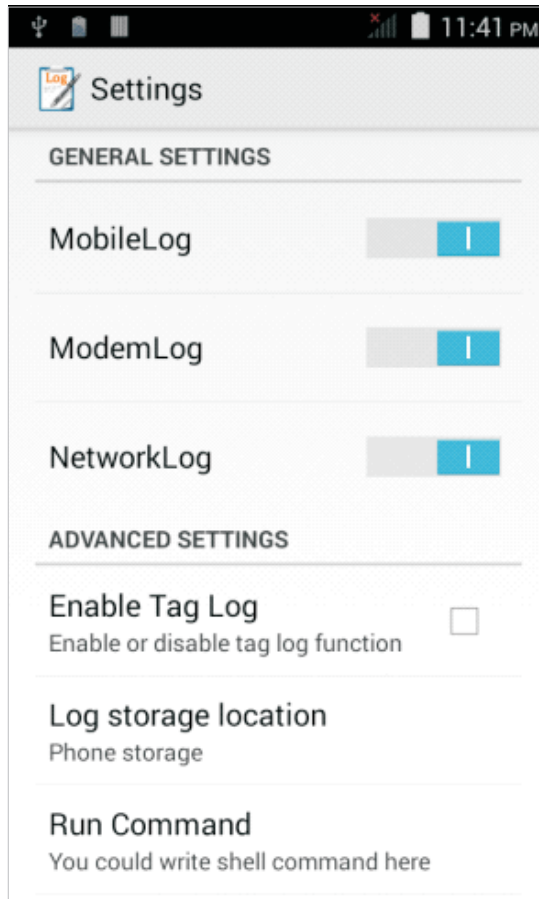 11:41 PM
Log
Settings
GENERAL SETTINGS
MobileLog
ModemLog
NetworkLog
ADVANCED SETTINGS
Enable Tag Log
Enable or disable tag log function
Log storage location
Phone storage
Run Command
You could write shell command here